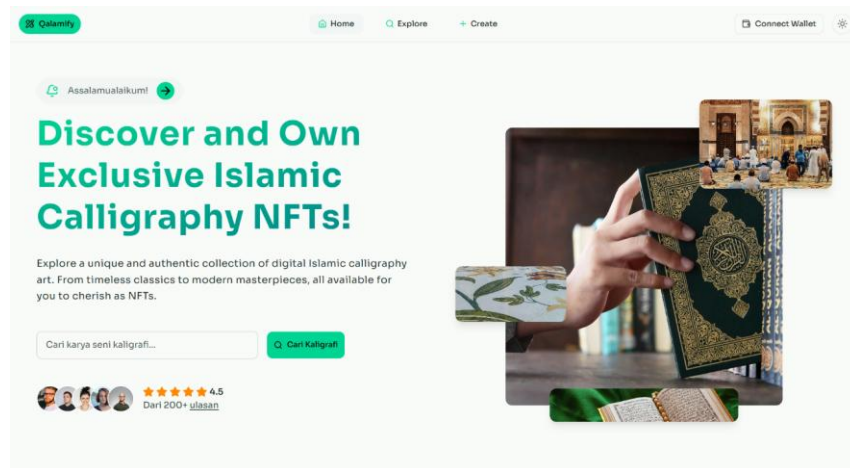 Qalamify
Home
Explore
+ Create
Connect Wallet
Assalamualaikum!
Discover and Own
Exclusive Islamic
Calligraphy NFTs!
Explore a unique and authentic collection of digital Islamic calligraphy
art. From timeless classics to modern masterpieces, all available for
you to cherish as NFTs.
Cari karya seni kaligrafi...
Cari Kaligrafi
4.5
Dari 200+ ulasan